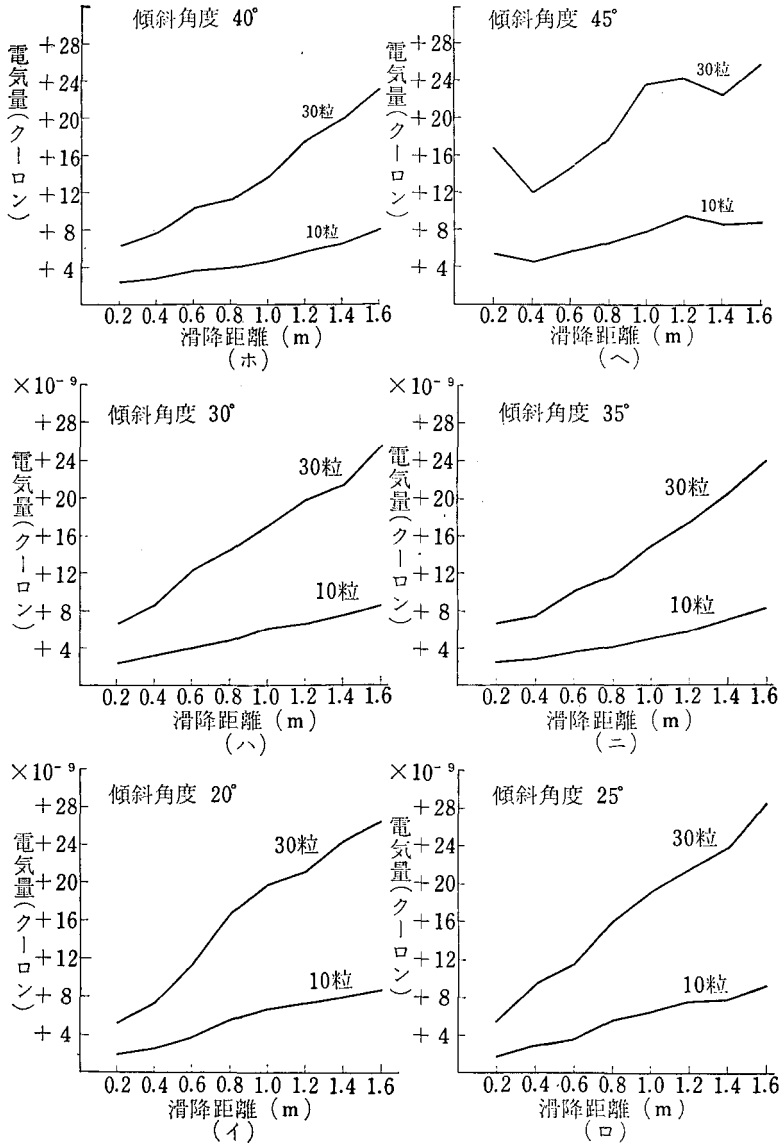 傾斜角度 40°
電気量(クーロン)
+28
+24
+20
+16
+12
+8
+4
30粒
10粒
0.2 0.4 0.6 0.8 1.0 1.2 1.4 1.6
滑降距離 (m)
(ホ)
傾斜角度 45°
電気量(クーロン)
+28
+24
+20
+16
+12
+8
+4
30粒
10粒
0.2 0.4 0.6 0.8 1.0 1.2 1.4 1.6
滑降距離 (m)
(ヘ)
×10⁻⁹
傾斜角度 30°
電気量(クーロン)
+28
+24
+20
+16
+12
+8
+4
30粒
10粒
0.2 0.4 0.6 0.8 1.0 1.2 1.4 1.6
滑降距離 (m)
(ハ)
×10⁻⁹
傾斜角度 35°
電気量(クーロン)
+28
+24
+20
+16
+12
+8
+4
30粒
10粒
0.2 0.4 0.6 0.8 1.0 1.2 1.4 1.6
滑降距離 (m)
(ニ)
×10⁻⁹
傾斜角度 20°
電気量(クーロン)
+28
+24
+20
+16
+12
+8
+4
30粒
10粒
0.2 0.4 0.6 0.8 1.0 1.2 1.4 1.6
滑降距離 (m)
(イ)
×10⁻⁹
傾斜角度 25°
電気量(クーロン)
+28
+24
+20
+16
+12
+8
+4
30粒
10粒
0.2 0.4 0.6 0.8 1.0 1.2 1.4 1.6
滑降距離 (m)
(ロ)